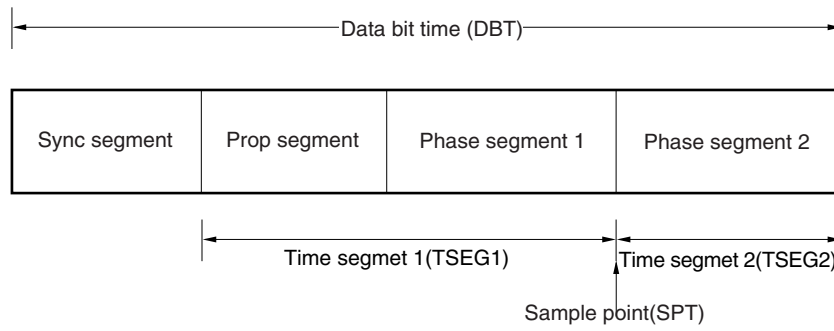 Data bit time (DBT)
Sync segment
Prop segment
Phase segment 1
Phase segment 2
Time segmet 1(TSEG1)
Time segmet 2(TSEG2)
Sample point(SPT)